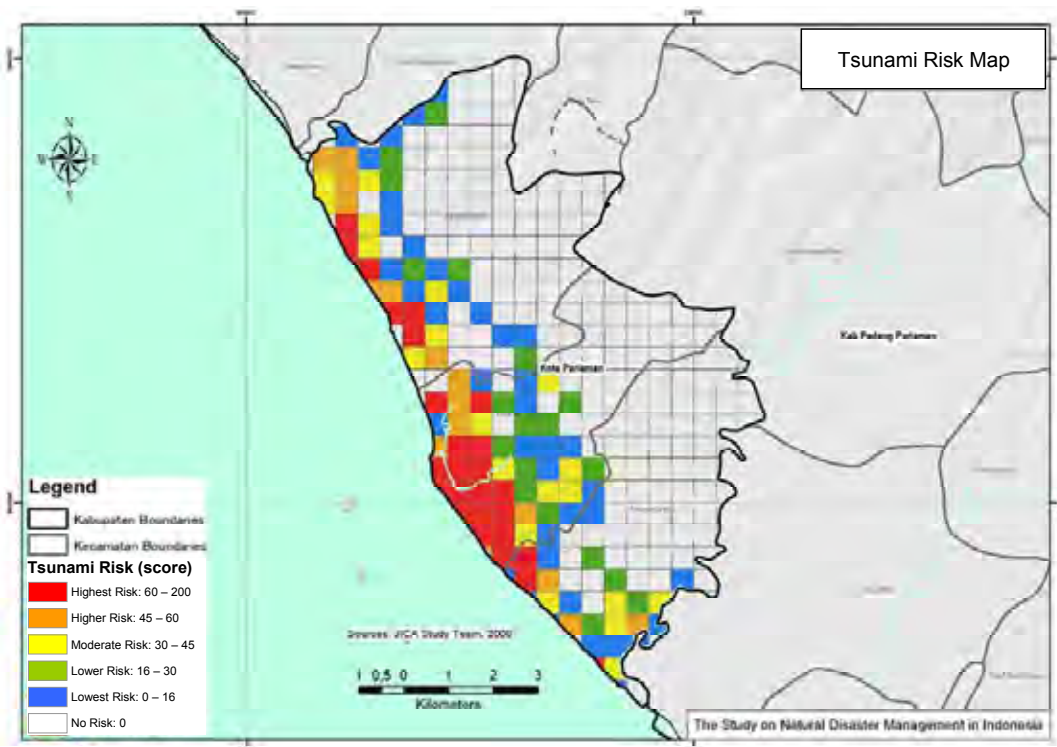 Tsunami Risk Map
N
W
E
S
Kab Padang Pariaman
Kota Pariaman
Legend
Kabupaten Boundaries
Kecamatan Boundaries
Tsunami Risk (score)
Highest Risk: 60 – 200
Higher Risk: 45 – 60
Moderate Risk: 30 – 45
Lower Risk: 16 – 30
Lowest Risk: 0 – 16
No Risk: 0
Sources: JICA Study Team, 2008
1 0,5 0 1 2 3
Kilometers
The Study on Natural Disaster Management in Indonesia